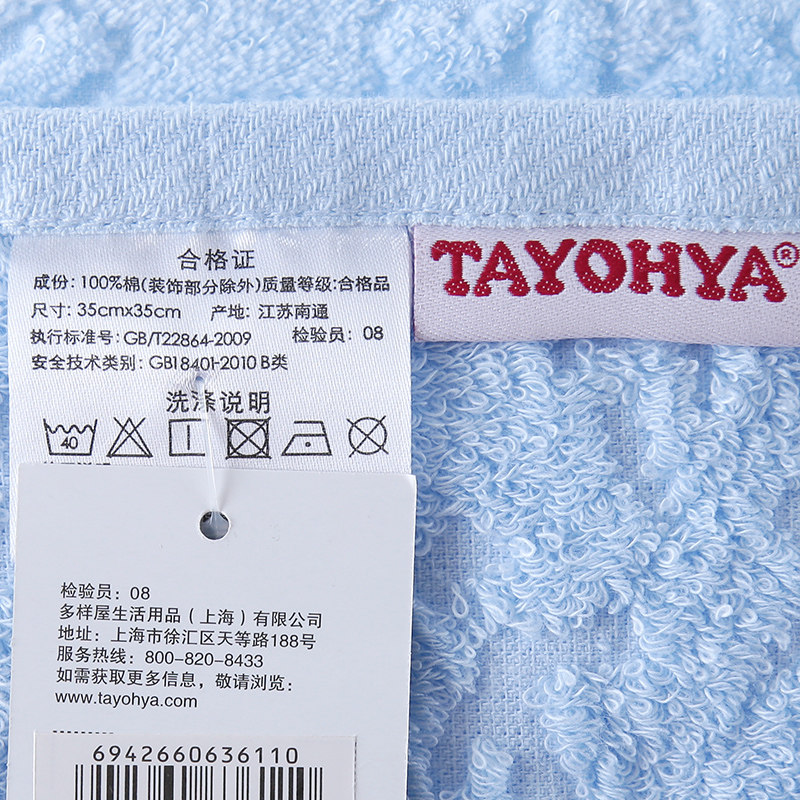 合格证
成份: 100%棉(装饰部分除外)质量等级:合格品
尺寸: 35cmx35cm 产地: 江苏南通
执行标准号: GB/T22864-2009 检验员: 08
安全技术类别: GB18401-2010 B类
洗涤说明
40
TAYOHYA®
检验员: 08
多样屋生活用品(上海)有限公司
地址: 上海市徐汇区天等路188号
服务热线: 800-820-8433
如需获取更多信息, 敬请浏览:
www.tayohya.com
6942660636110